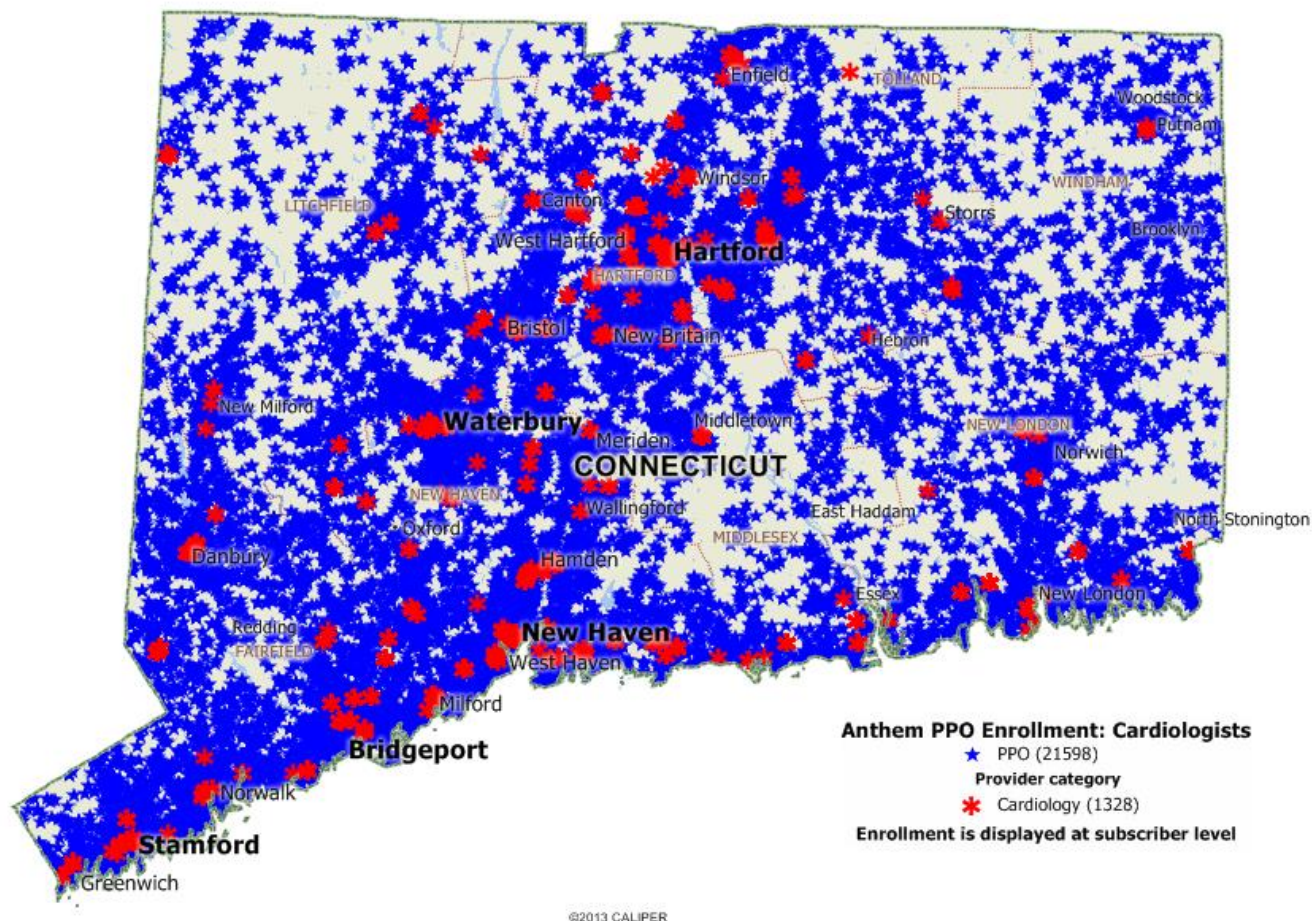 Enfield
TOLLAND
Woodstock
Putnam
Windsor
WINDHAM
LITCHFIELD
Canton
Storrs
Brooklyn
West Hartford
Hartford
HARTFORD
Bristol
New Britain
Hebron
New Milford
Waterbury
Middletown
Meriden
NEW LONDON
Norwich
CONNECTICUT
NEW HAVEN
Wallingford
East Haddam
North Stonington
Oxford
MIDDLESEX
Danbury
Hamden
Essex
New London
Redding
FAIRFIELD
New Haven
West Haven
Milford
Bridgeport
Norwalk
Stamford
Greenwich
Anthem PPO Enrollment: Cardiologists
PPO (21598)
Provider category
Cardiology (1328)
Enrollment is displayed at subscriber level
©2013 CALIPER